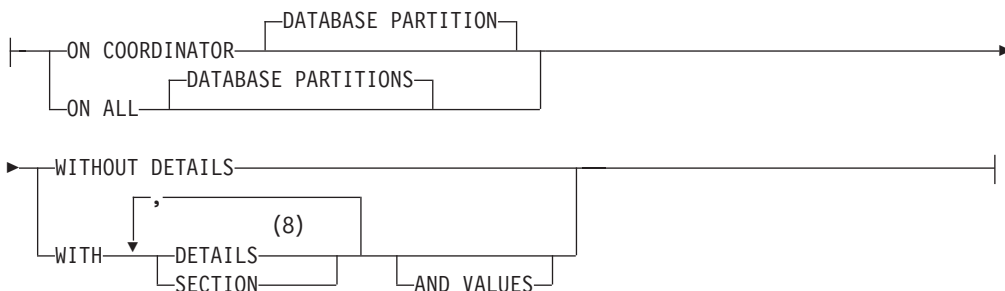 DATABASE PARTITION
ON COORDINATOR
DATABASE PARTITIONS
ON ALL
WITHOUT DETAILS
,
(8)
WITH DETAILS
SECTION AND VALUES